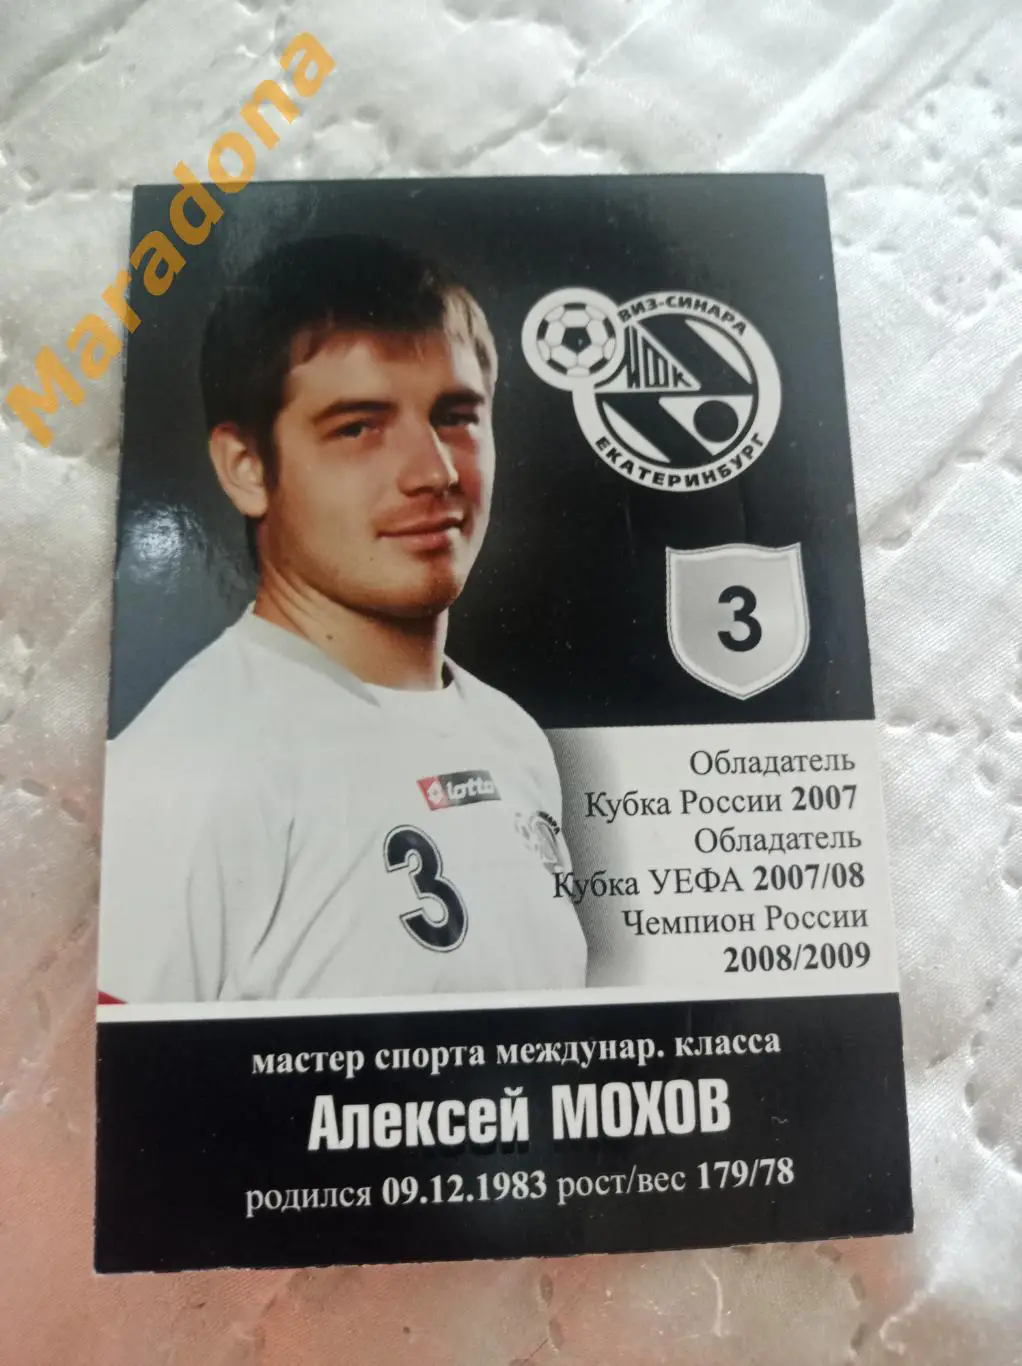 Maradona
ВИЗ-СИНАРА
ИШК
ЕКАТЕРИНБУРГ
3
Обладатель
Кубка России 2007
Обладатель
Кубка УЕФА 2007/08
Чемпион России
2008/2009
lotto
3
мастер спорта междунар. класса
Алексей МОХОВ
родился 09.12.1983 рост/вес 179/78